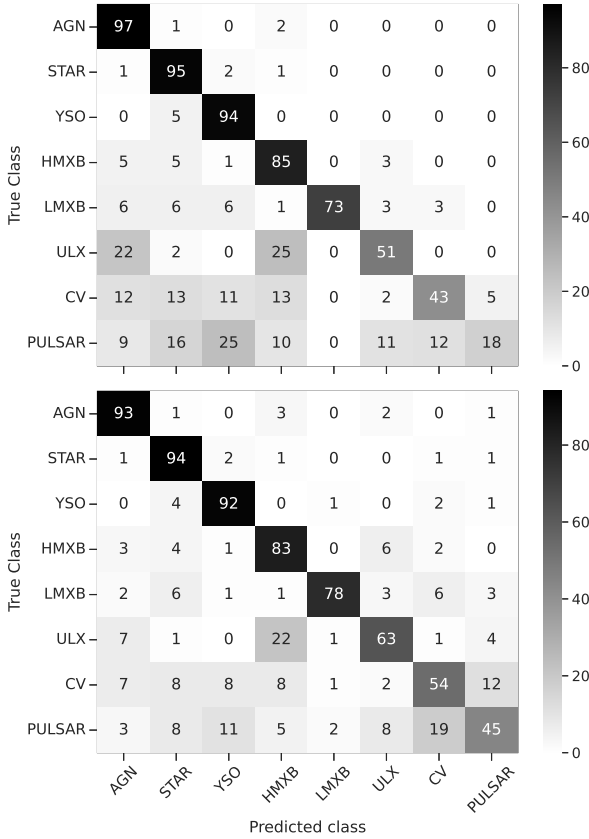 AGN 97 1 0 2 0 0 0 0
STAR 1 95 2 1 0 0 0 0
80
YSO 0 5 94 0 0 0 0 0
60
HMXB 5 5 1 85 0 3 0 0
True Class
LMXB 6 6 6 1 73 3 3 0
40
ULX 22 2 0 25 0 51 0 0
20
CV 12 13 11 13 0 2 43 5
PULSAR 9 16 25 10 0 11 12 18
0
AGN 93 1 0 3 0 2 0 1
STAR 1 94 2 1 0 0 1 1
80
YSO 0 4 92 0 1 0 2 1
60
HMXB 3 4 1 83 0 6 2 0
True Class
LMXB 2 6 1 1 78 3 6 3
40
ULX 7 1 0 22 1 63 1 4
20
CV 7 8 8 8 1 2 54 12
PULSAR 3 8 11 5 2 8 19 45
0
AGN STAR YSO HMXB LMXB ULX CV PULSAR
Predicted class